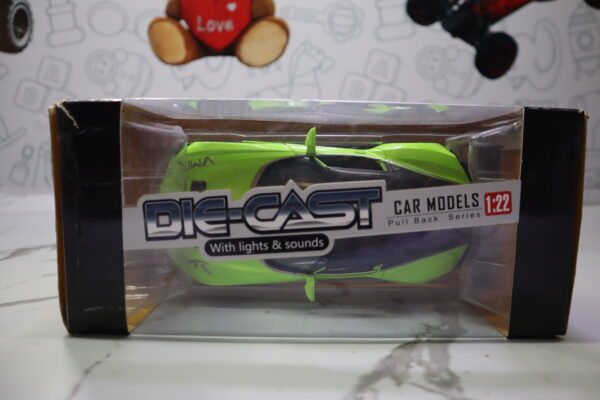 Love
DIE-CAST
With lights & sounds
CAR MODELS
Pull Back Series
1:22